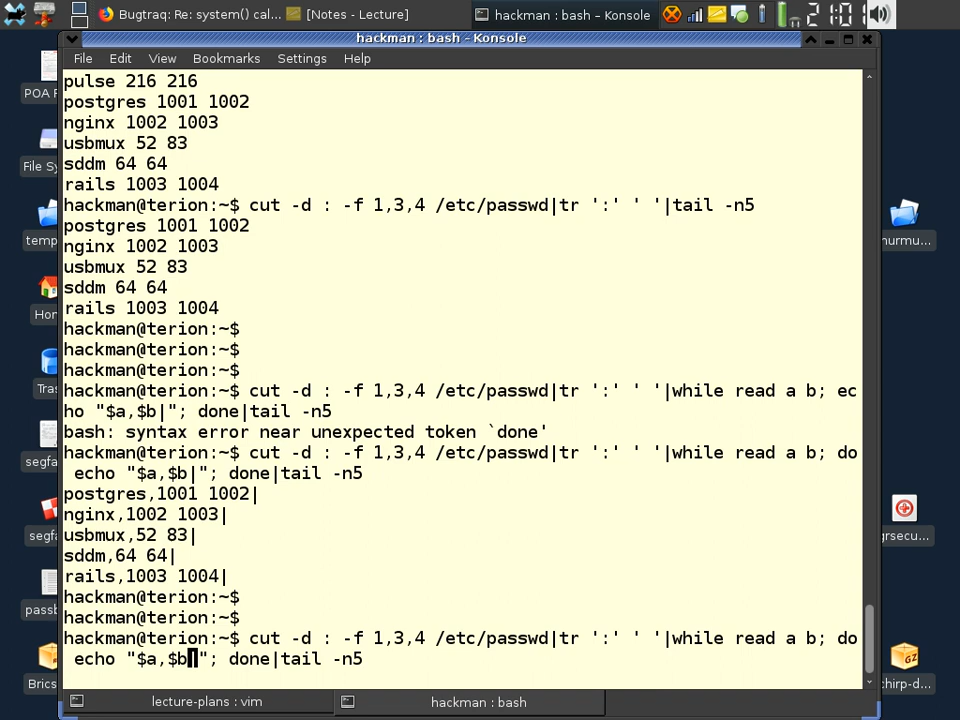 Bugtraq: Re: system() cal...
[Notes - Lecture]
hackman : bash – Konsole
2 1:01
hackman : bash – Konsole
File Edit View Bookmarks Settings Help
pulse 216 216
postgres 1001 1002
nginx 1002 1003
usbmux 52 83
sddm 64 64
rails 1003 1004
hackman@terion:~$ cut -d : -f 1,3,4 /etc/passwd|tr ':' ' '|tail -n5
postgres 1001 1002
nginx 1002 1003
usbmux 52 83
sddm 64 64
rails 1003 1004
hackman@terion:~$
hackman@terion:~$
hackman@terion:~$
hackman@terion:~$ cut -d : -f 1,3,4 /etc/passwd|tr ':' ' '|while read a b; ec
ho "$a,$b|"; done|tail -n5
bash: syntax error near unexpected token `done'
hackman@terion:~$ cut -d : -f 1,3,4 /etc/passwd|tr ':' ' '|while read a b; do
echo "$a,$b|"; done|tail -n5
postgres,1001 1002|
nginx,1002 1003|
usbmux,52 83|
sddm,64 64|
rails,1003 1004|
hackman@terion:~$
hackman@terion:~$
hackman@terion:~$ cut -d : -f 1,3,4 /etc/passwd|tr ':' ' '|while read a b; do
echo "$a,$b|"; done|tail -n5
lecture-plans : vim
hackman : bash
POA F
File Sy
temp
Hor
Tras
segfa
segfa
passb
Brics
nurmu...
grsecu...
chirp-d...